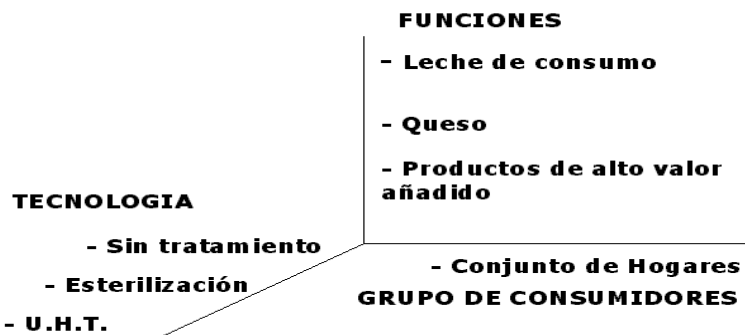 FUNCIONES
- Leche de consumo
- Queso
- Productos de alto valor
añadido
TECNOLOGIA
- Sin tratamiento
- Esterilización
- U.H.T.
- Conjunto de Hogares
GRUPO DE CONSUMIDORES